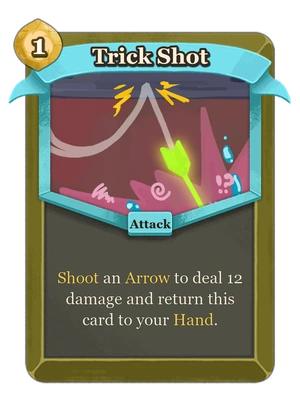 1
Trick Shot
Attack
Shoot an Arrow to deal 12
damage and return this
card to your Hand.